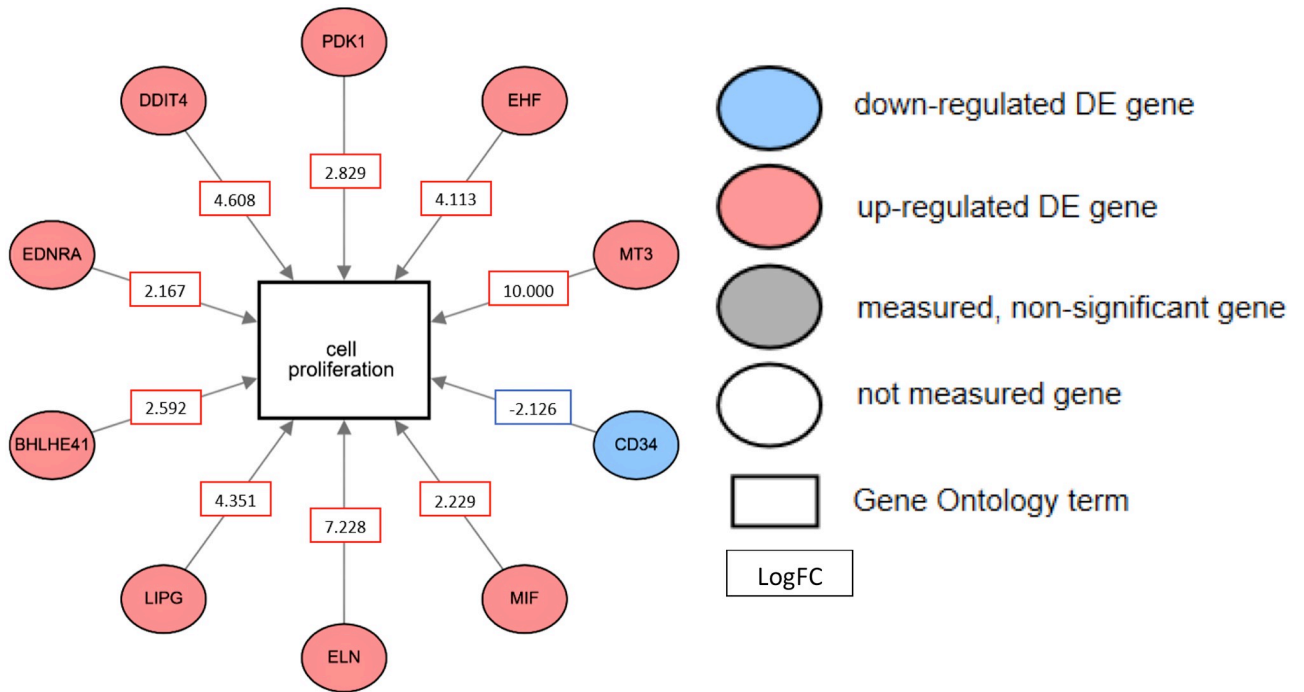 PDK1
DDIT4
EHF
2.829
4.608
4.113
EDNRA
MT3
2.167
10.000
cell
proliferation
2.592
-2.126
BHLHE41
CD34
4.351
2.229
7.228
LIPG
MIF
ELN
down-regulated DE gene
up-regulated DE gene
measured, non-significant gene
not measured gene
Gene Ontology term
LogFC